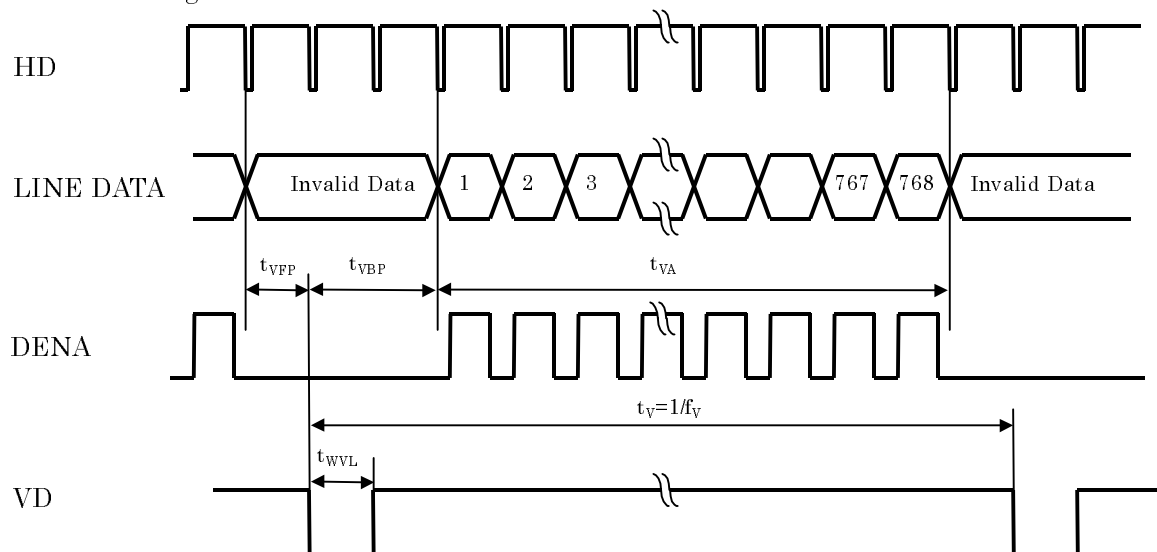 HD
LINE DATA
Invalid Data 1 2 3 767 768 Invalid Data
tVFP tVBP tVA
DENA
tV=1/fV
tWVL
VD